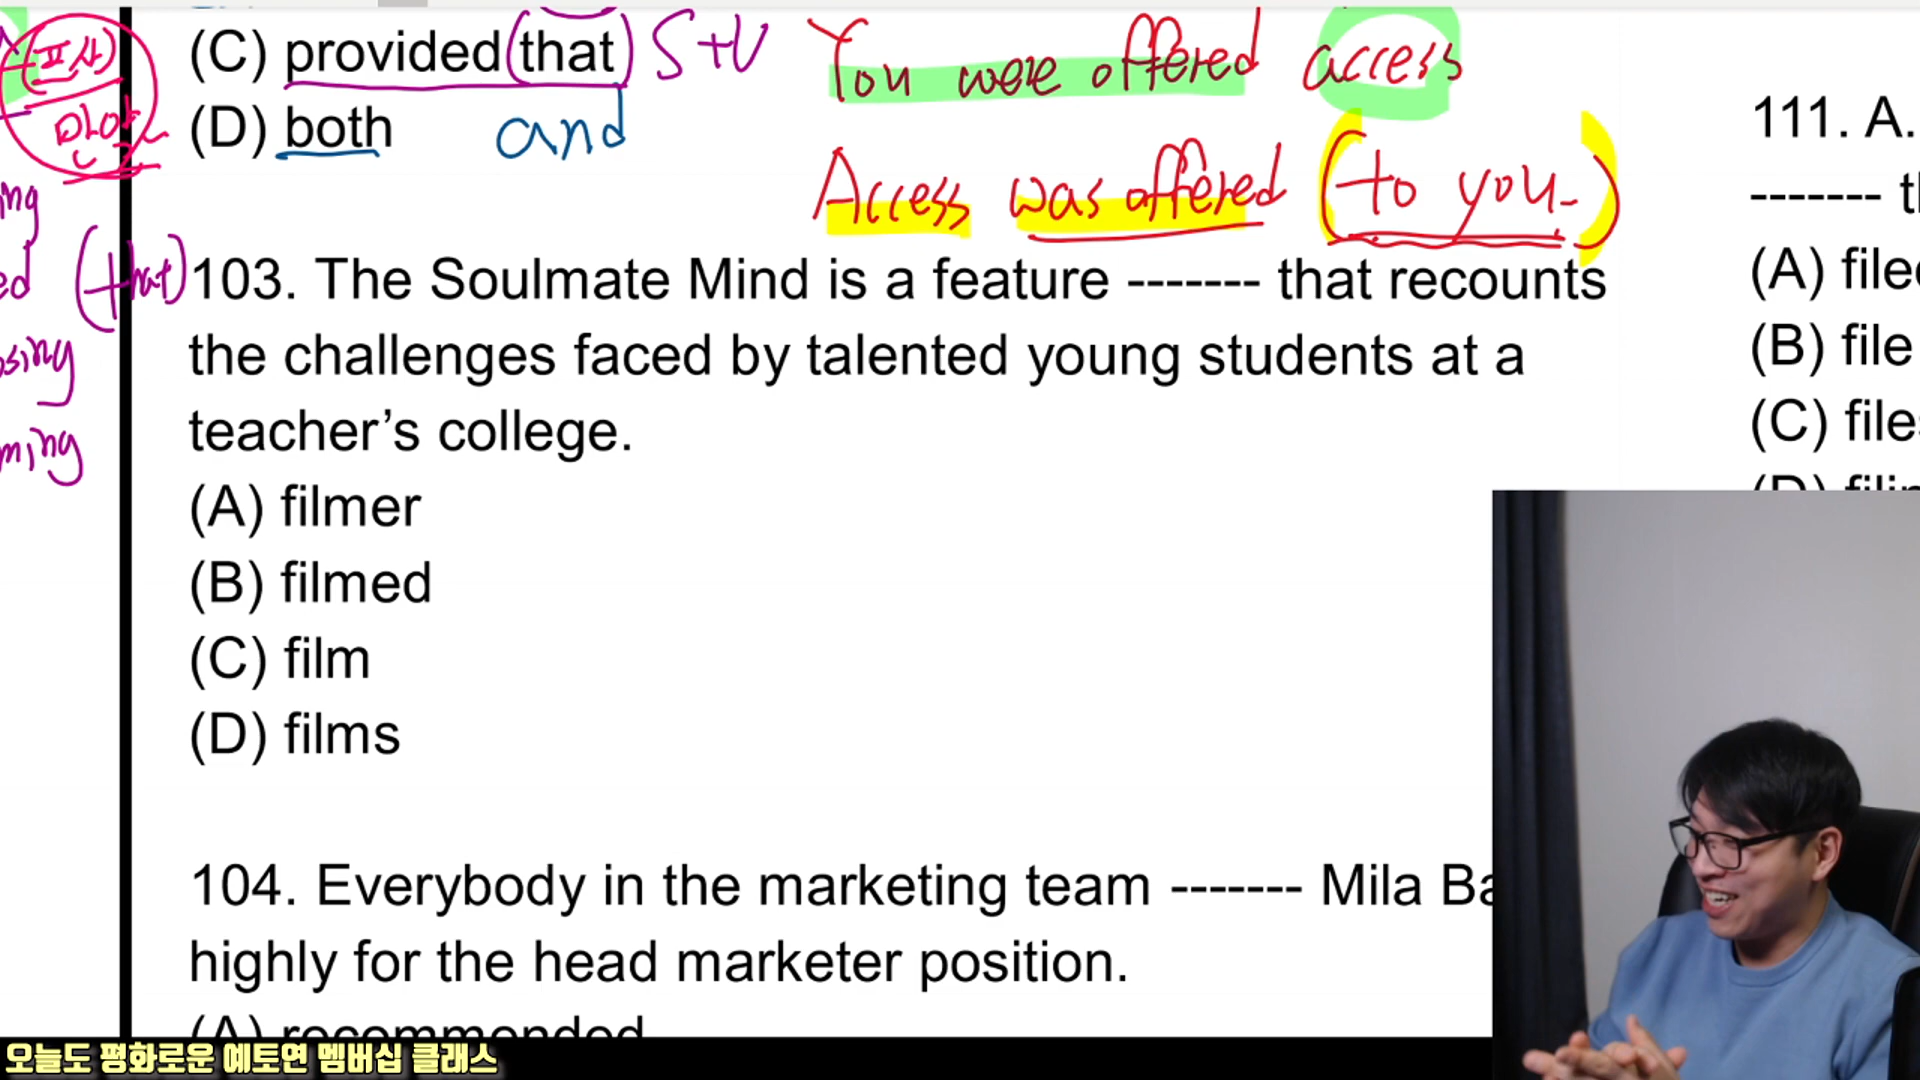 (C) provided that S+V You were offered access
(D) both and
Access was offered (to you.)
(that)
103. The Soulmate Mind is a feature ------- that recounts
the challenges faced by talented young students at a
teacher’s college.
(A) filmer
(B) filmed
(C) film
(D) films
104. Everybody in the marketing team ------- Mila Ba
highly for the head marketer position.
(A) recommended
111. A.
------- t
(A) file
(B) file
(C) file
오늘도 평화로운 예토연 멤버십 클래스